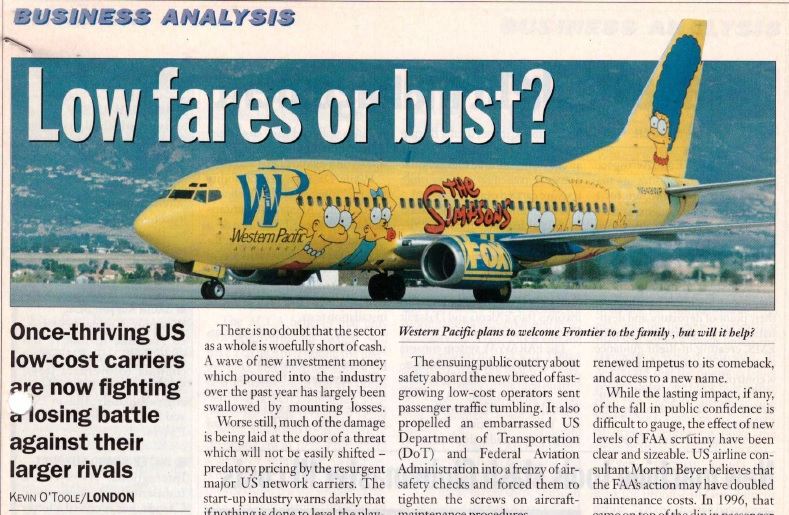 BUSINESS ANALYSIS
Low fares or bust?
WP
Western Pacific
AIRLINES
THE
SIMPSONS
FOX
N949WP
Once-thriving US
low-cost carriers
are now fighting
a losing battle
against their
larger rivals
KEVIN O'TOOLE/LONDON
There is no doubt that the sector
as a whole is woefully short of cash.
A wave of new investment money
which poured into the industry
over the past year has largely been
swallowed by mounting losses.
Worse still, much of the damage
is being laid at the door of a threat
which will not be easily shifted –
predatory pricing by the resurgent
major US network carriers. The
start-up industry warns darkly that
if nothing is done to level the play-
Western Pacific plans to welcome Frontier to the family, but will it help?
The ensuing public outcry about
safety aboard the new breed of fast-
growing low-cost operators sent
passenger traffic tumbling. It also
propelled an embarrassed US
Department of Transportation
(DoT) and Federal Aviation
Administration into a frenzy of air-
safety checks and forced them to
tighten the screws on aircraft-
maintenance procedures.
renewed impetus to its comeback,
and access to a new name.
While the lasting impact, if any,
of the fall in public confidence is
difficult to gauge, the effect of new
levels of FAA scrutiny have been
clear and sizeable. US airline con-
sultant Morton Beyer believes that
the FAA's action may have doubled
maintenance costs. In 1996, that
came on top of the dip in passenger